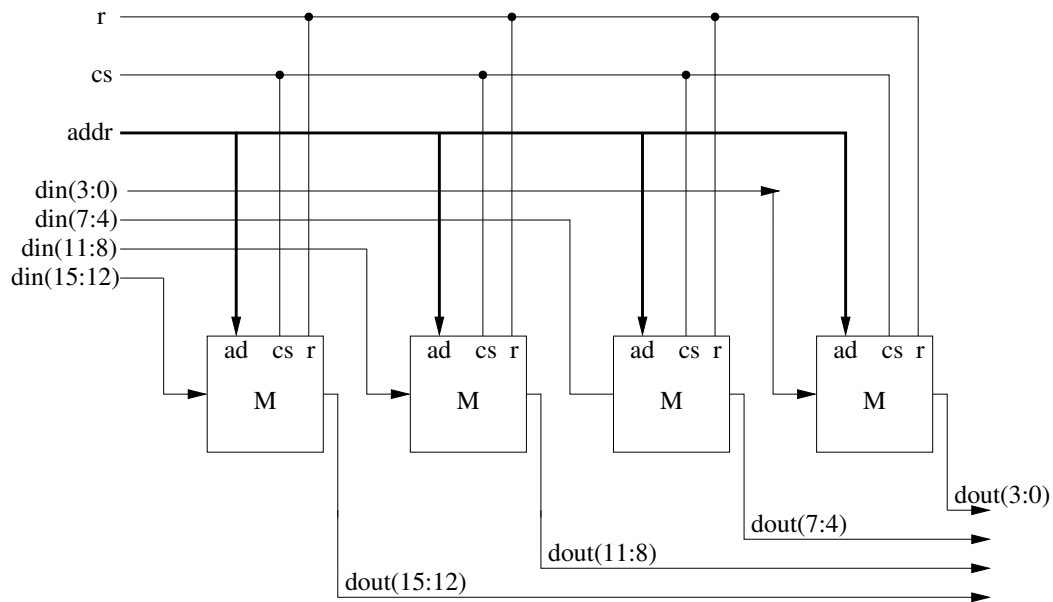 r
cs
addr
din(3:0)
din(7:4)
din(11:8)
din(15:12)
ad cs r
M
ad cs r
M
ad cs r
M
ad cs r
M
dout(3:0)
dout(7:4)
dout(11:8)
dout(15:12)